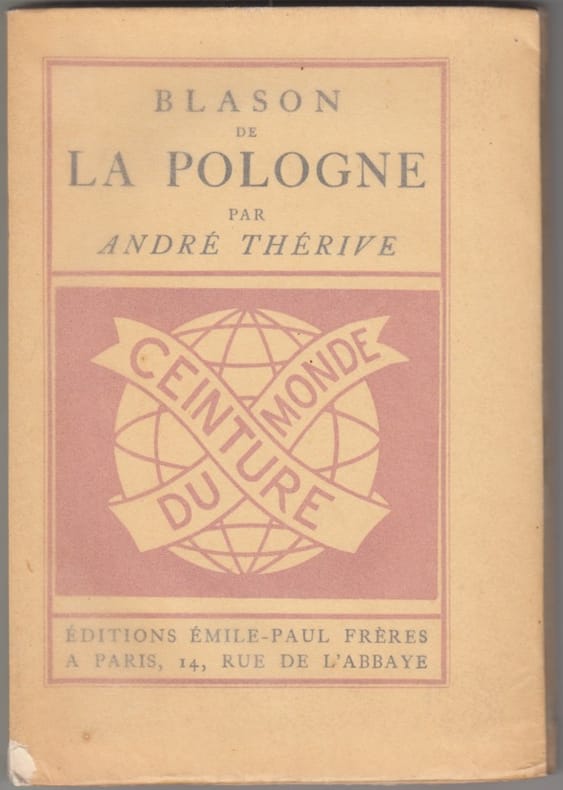 BLASON
DE
LA POLOGNE
PAR
ANDRÉ THÉRIVE
CEINTURE
DU MONDE
ÉDITIONS ÉMILE-PAUL FRÈRES
A PARIS, 14, RUE DE L'ABBAYE